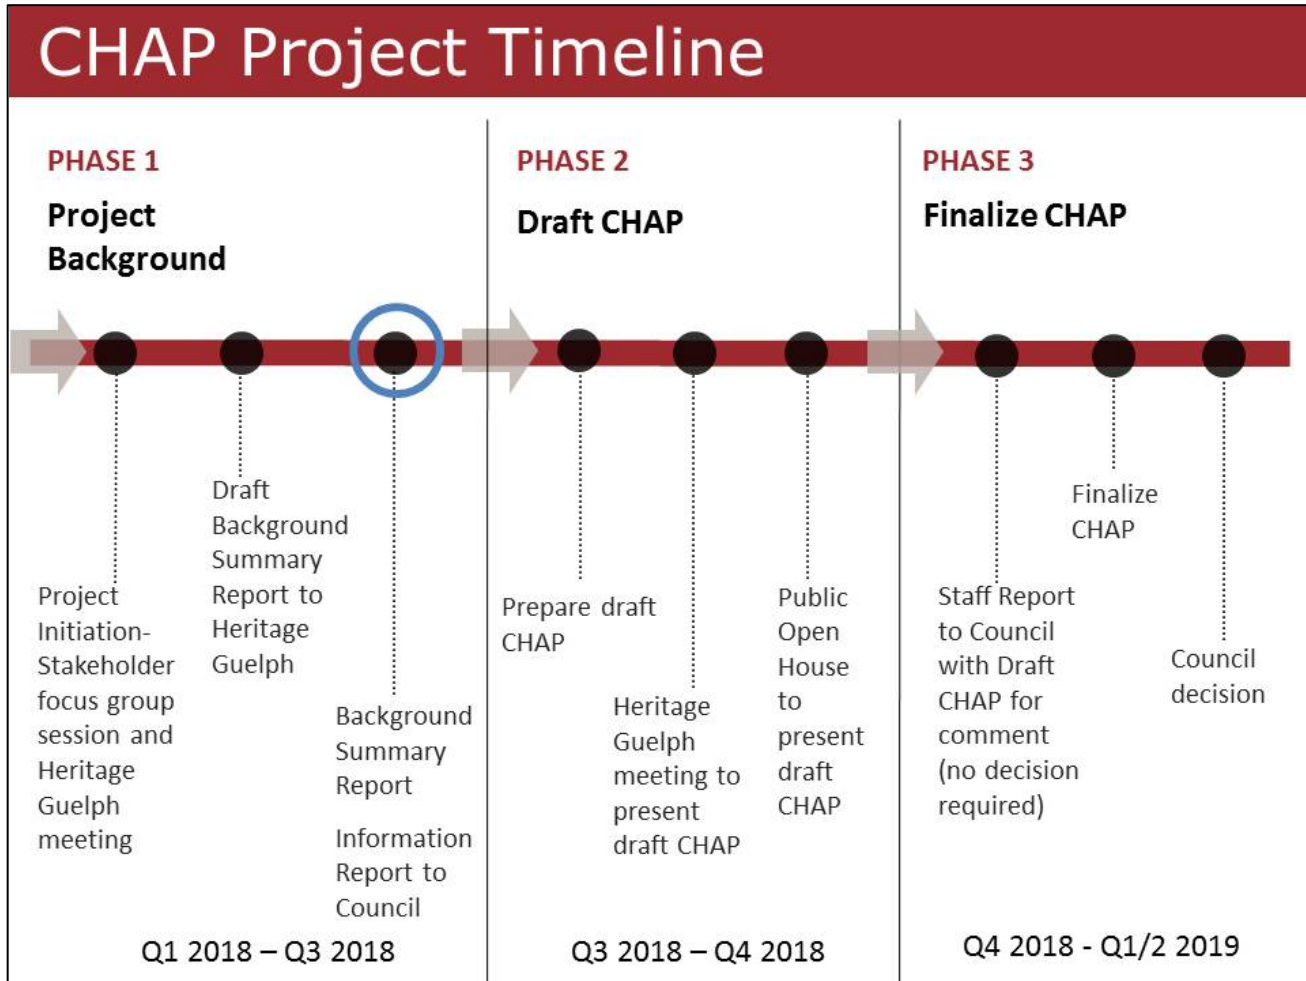 CHAP Project Timeline
PHASE 1
Project
Background
Draft
Background
Summary
Report to
Heritage
Guelph
Project
Initiation-
Stakeholder
focus group
session and
Heritage
Guelph
meeting
Background
Summary
Report
Information
Report to
Council
Q1 2018 – Q3 2018
PHASE 2
Draft CHAP
Prepare draft
CHAP
Heritage
Guelph
meeting to
present
draft CHAP
Public
Open
House
to
present
draft
CHAP
Q3 2018 – Q4 2018
PHASE 3
Finalize CHAP
Staff Report
to Council
with Draft
CHAP for
comment
(no decision
required)
Finalize
CHAP
Council
decision
Q4 2018 - Q1/2 2019